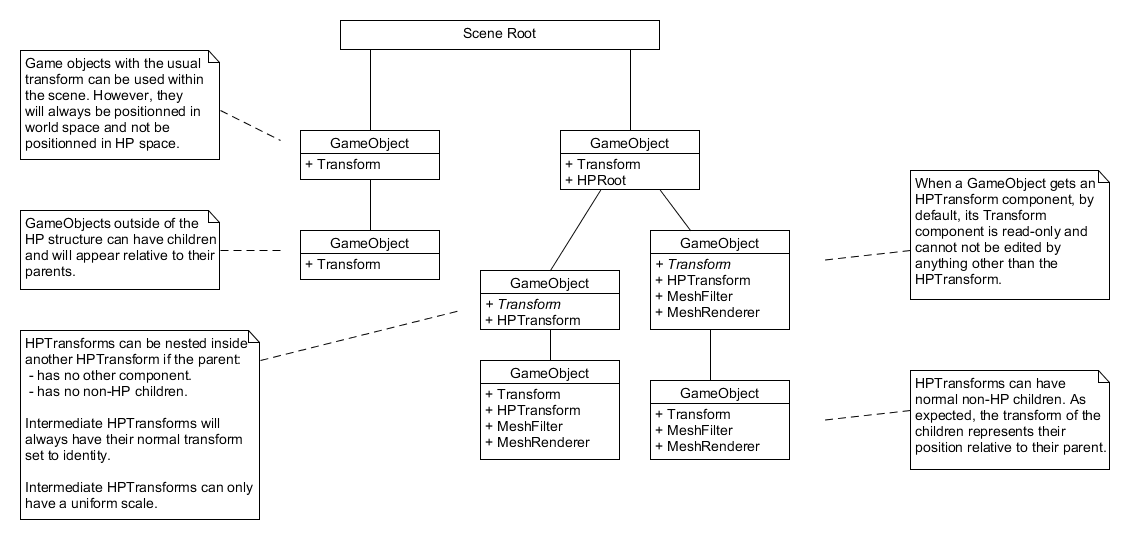 Scene Root
Game objects with the usual
transform can be used within
the scene. However, they
will always be positionned in
world space and not be
positionned in HP space.
GameObject
+ Transform
GameObject
+ Transform
+ HPRoot
When a GameObject gets an
HPTransform component, by
default, its Transform
component is read-only and
cannot not be edited by
anything other than the
HPTransform.
GameObjects outside of the
HP structure can have children
and will appear relative to their
parents.
GameObject
+ Transform
GameObject
+ Transform
+ HPTransform
+ MeshFilter
+ MeshRenderer
GameObject
+ Transform
+ HPTransform
HPTransforms can be nested inside
another HPTransform if the parent:
- has no other component.
- has no non-HP children.
Intermediate HPTransforms will
always have their normal transform
set to identity.
Intermediate HPTransforms can only
have a uniform scale.
GameObject
+ Transform
+ HPTransform
+ MeshFilter
+ MeshRenderer
GameObject
+ Transform
+ MeshFilter
+ MeshRenderer
HPTransforms can have
normal non-HP children. As
expected, the transform of the
children represents their
position relative to their parent.